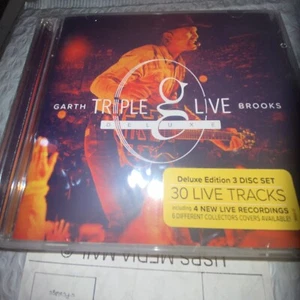 GARTH TRIPLE g LIVE BROOKS
DELUXE
Deluxe Edition 3 DISC SET
30 LIVE TRACKS
including 4 NEW LIVE RECORDINGS
6 DIFFERENT COLLECTORS COVERS AVAILABLE!
USPS MEDIA MAIL